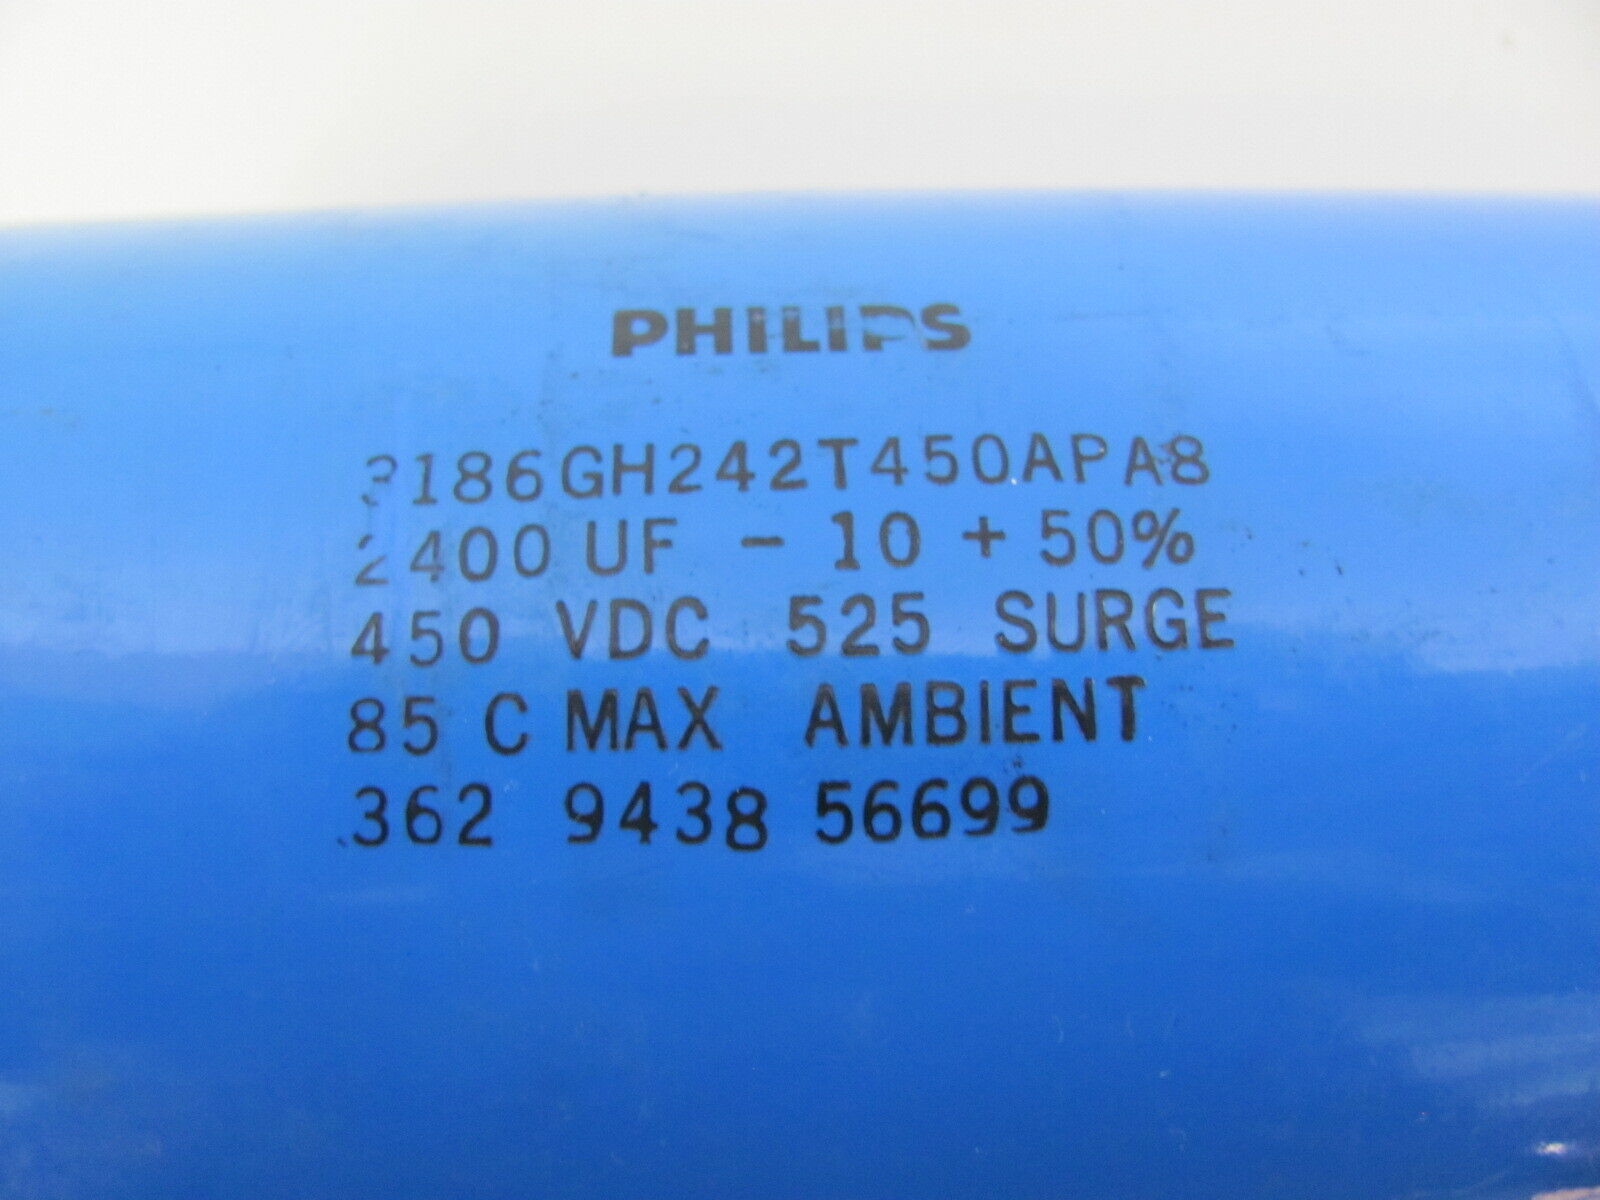 PHILIPS
3186GH242T450APA8
2400 UF - 10 + 50%
450 VDC 525 SURGE
85 C MAX AMBIENT
362 9438 56699